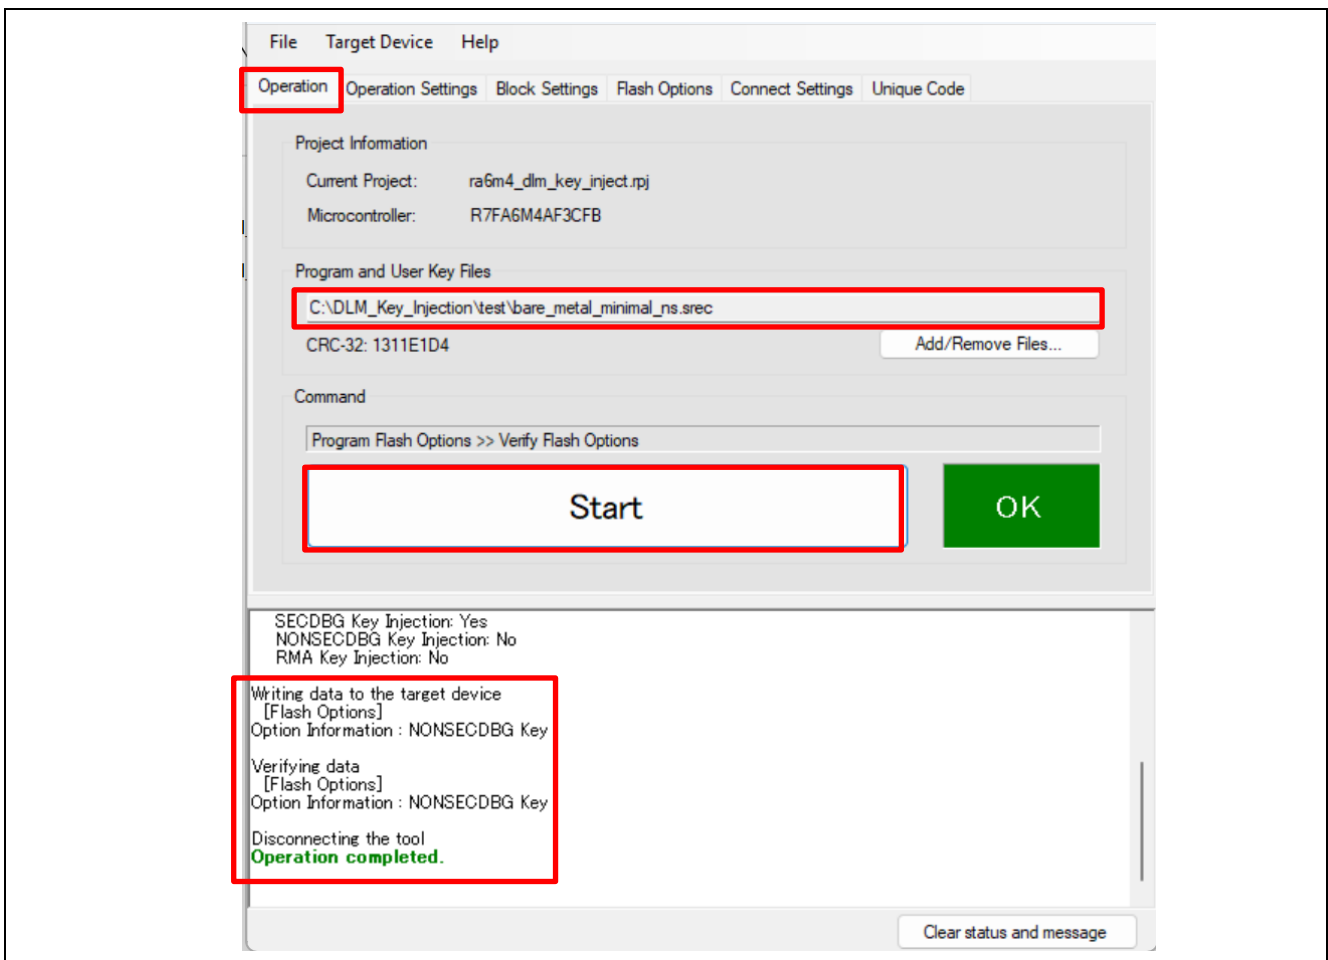 File Target Device Help
Operation Operation Settings Block Settings Flash Options Connect Settings Unique Code
Project Information
Current Project: ra6m4_dlm_key_inject.rpj
Microcontroller: R7FA6M4AF3CFB
Program and User Key Files
C:\DLM_Key_Injection\test\bare_metal_minimal_ns.srec
CRC-32: 1311E1D4 Add/Remove Files...
Command
Program Flash Options >> Verify Flash Options
Start OK
SECDBG Key Injection: Yes
NONSECDBG Key Injection: No
RMA Key Injection: No
Writing data to the target device
[Flash Options]
Option Information : NONSECDBG Key
Verifying data
[Flash Options]
Option Information : NONSECDBG Key
Disconnecting the tool
Operation completed.
Clear status and message